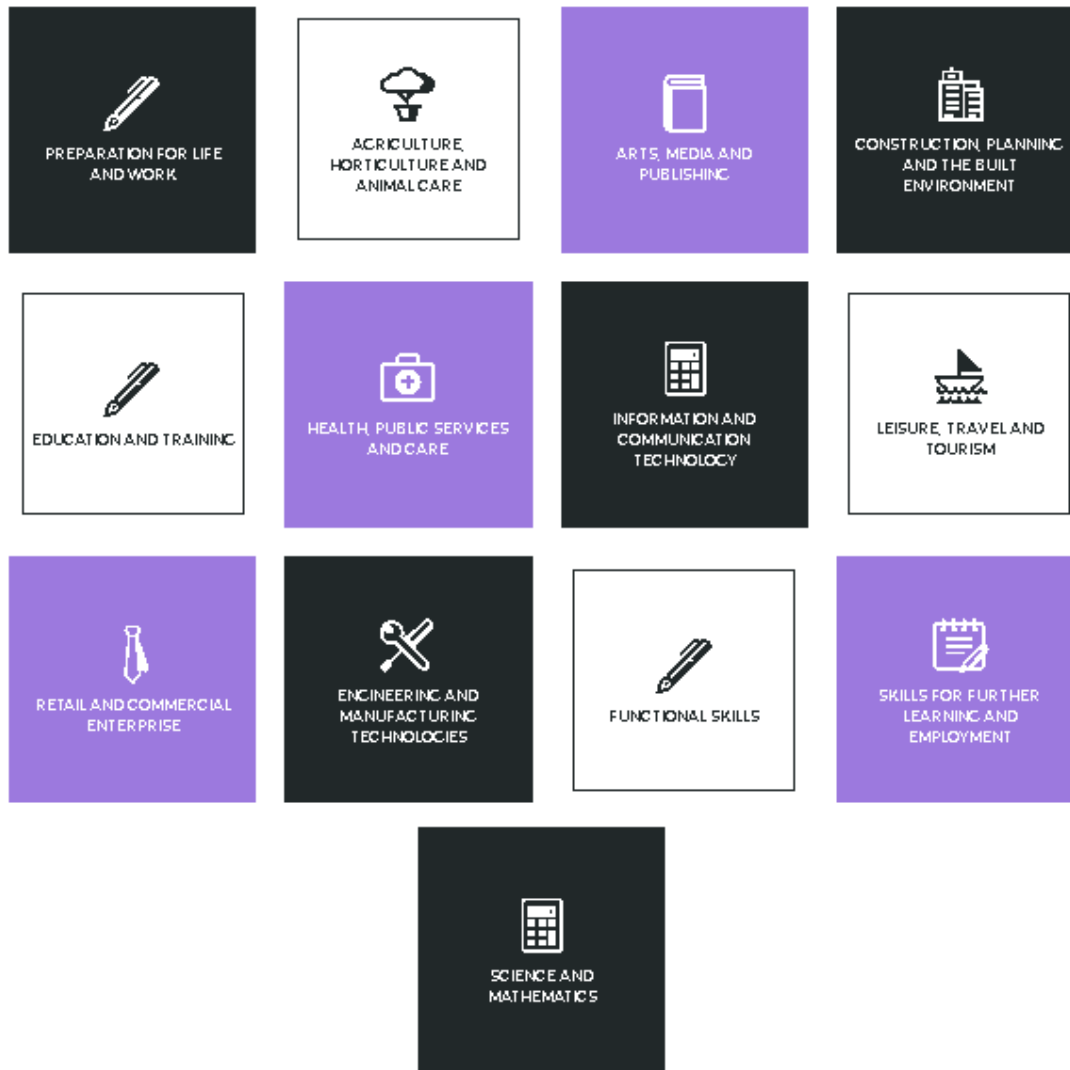 PREPARATION FOR LIFE
AND WORK
AGRICULTURE,
HORTICULTURE AND
ANIMAL CARE
ARTS, MEDIA AND
PUBLISHING
CONSTRUCTION, PLANNING
AND THE BUILT
ENVIRONMENT
EDUCATION AND TRAINING
HEALTH, PUBLIC SERVICES
AND CARE
INFORMATION AND
COMMUNICATION
TECHNOLOGY
LEISURE, TRAVEL AND
TOURISM
RETAIL AND COMMERCIAL
ENTERPRISE
ENGINEERING AND
MANUFACTURING
TECHNOLOGIES
FUNCTIONAL SKILLS
SKILLS FOR FURTHER
LEARNING AND
EMPLOYMENT
SCIENCE AND
MATHEMATICS